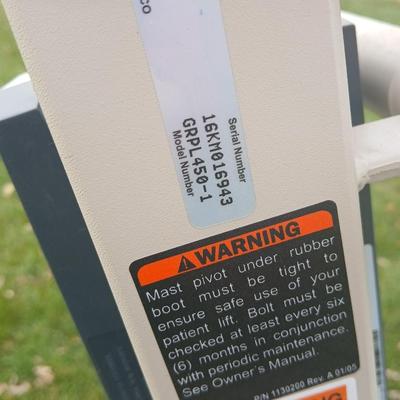 Serial Number
16KM016943
GRPL450-1
Model Number
WARNING
Mast pivot under rubber
boot must be tight to
ensure safe use of your
patient lift. Bolt must be
checked at least every six
(6) months in conjunction
with periodic maintenance.
See Owner's Manual.
P/N 1130200 Rev. A 01/05